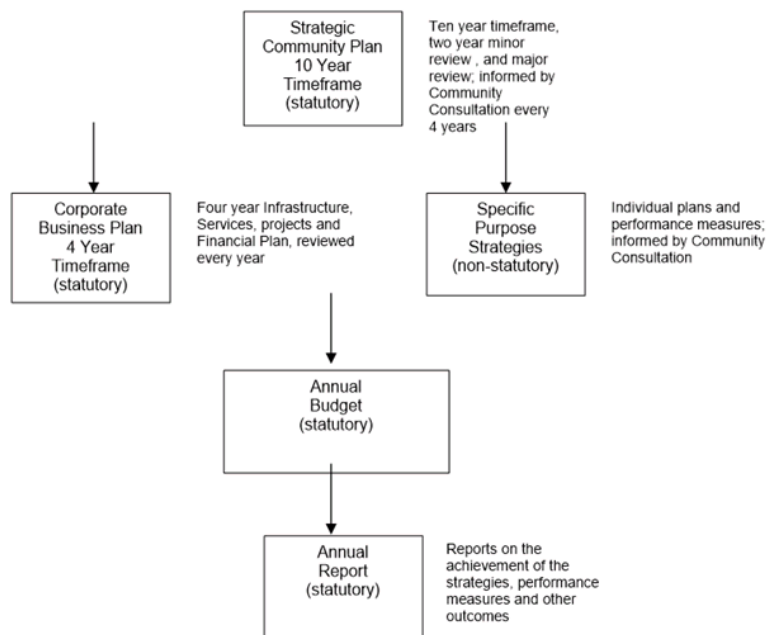 Strategic
Community Plan
10 Year
Timeframe
(statutory)
Ten year timeframe,
two year minor
review , and major
review; informed by
Community
Consultation every
4 years
Corporate
Business Plan
4 Year
Timeframe
(statutory)
Four year Infrastructure,
Services, projects and
Financial Plan, reviewed
every year
Specific
Purpose
Strategies
(non-statutory)
Individual plans and
performance measures;
informed by Community
Consultation
Annual
Budget
(statutory)
Annual
Report
(statutory)
Reports on the
achievement of the
strategies, performance
measures and other
outcomes